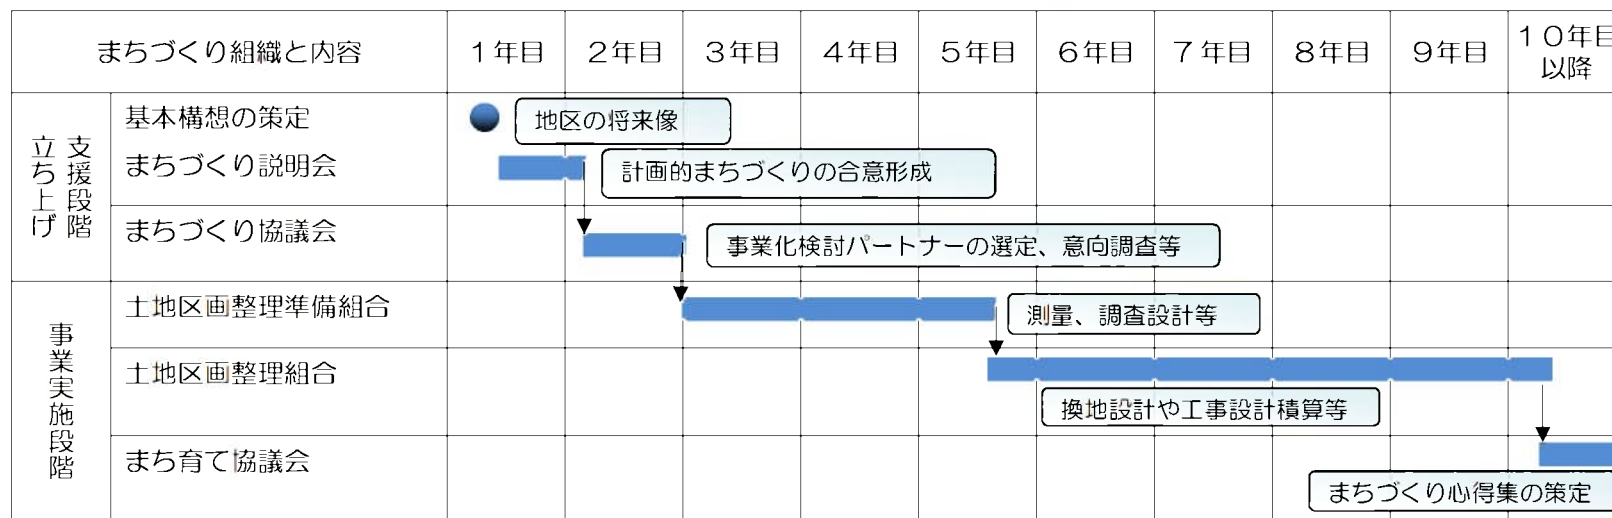 まちづくり組織と内容
1年目
2年目
3年目
4年目
5年目
6年目
7年目
8年目
9年目
10年目
以降
立ち上げ
支援段階
基本構想の策定
地区の将来像
まちづくり説明会
計画的まちづくりの合意形成
まちづくり協議会
事業化検討パートナーの選定、意向調査等
事業実施段階
土地区画整理準備組合
測量、調査設計等
土地区画整理組合
換地設計や工事設計積算等
まち育て協議会
まちづくり心得集の策定